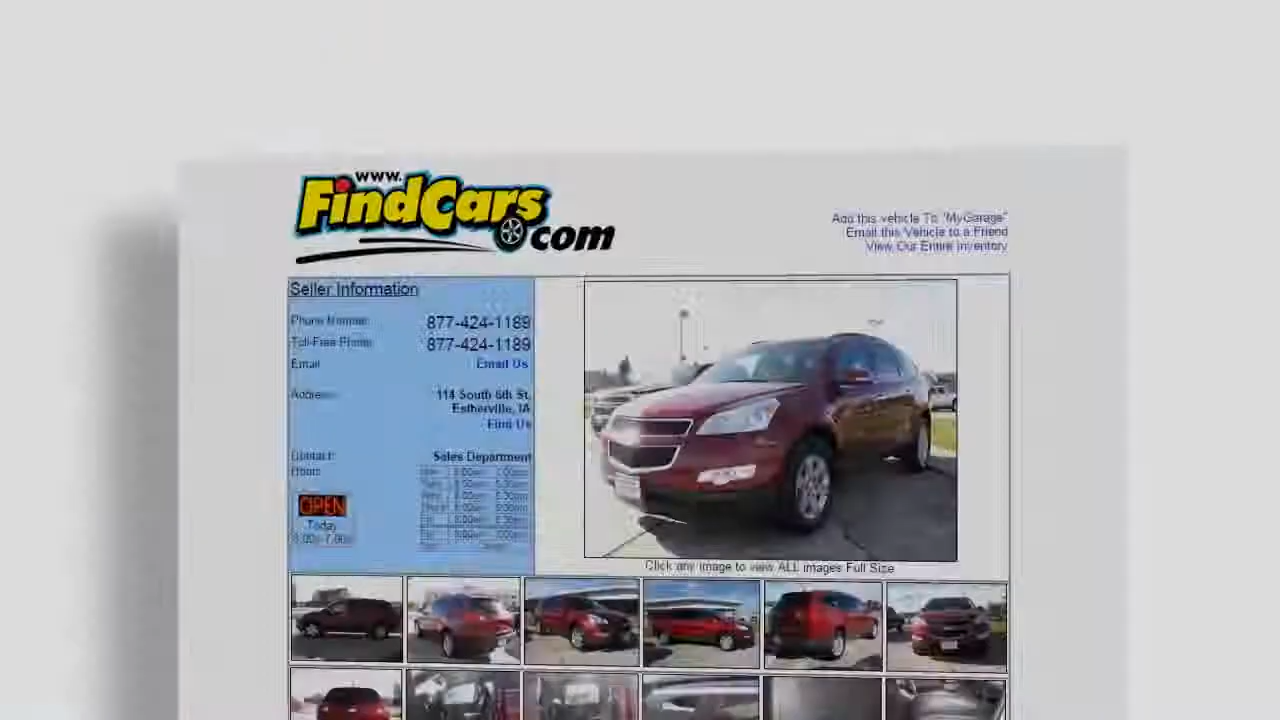 www.
FindCars
.com
Add this vehicle To "MyGarage"
Email this Vehicle to a Friend
View Our Entire Inventory
Seller Information
Phone Number: 877-424-1189
Toll-Free Phone: 877-424-1189
Email Email Us
Address: 114 South 6th St.
Estherville, IA
Find Us
Contact: Sales Department
Hours:
OPEN
Today
Click any image to view ALL images Full Size